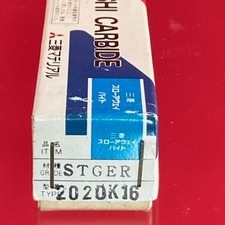 HI CARBIDE
三菱マテリアル
三菱
スローアウェイ
バイト
三菱
スローアウェイ
バイト
品名
ITEM
材種
GRADE
STGER
型
TYPE
2020K16